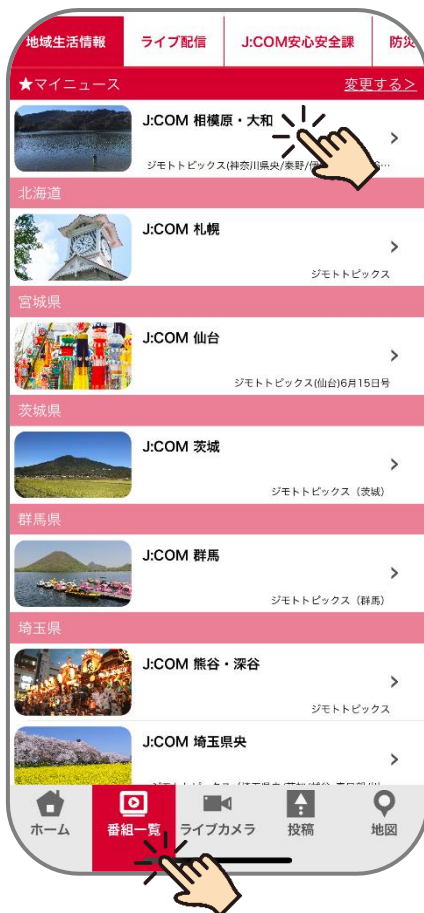 地域生活情報 ライブ配信 J:COM安心安全課 防災
★マイニュース 変更する＞
J:COM 相模原・大和
ジモトトピックス(神奈川県央/秦野/伊
北海道
J:COM 札幌
ジモトトピックス
宮城県
J:COM 仙台
ジモトトピックス(仙台)6月15日号
茨城県
J:COM 茨城
ジモトトピックス（茨城）
群馬県
J:COM 群馬
ジモトトピックス（群馬）
埼玉県
J:COM 熊谷・深谷
ジモトトピックス
J:COM 埼玉県央
ホーム 番組一覧 ライブカメラ 投稿 地図